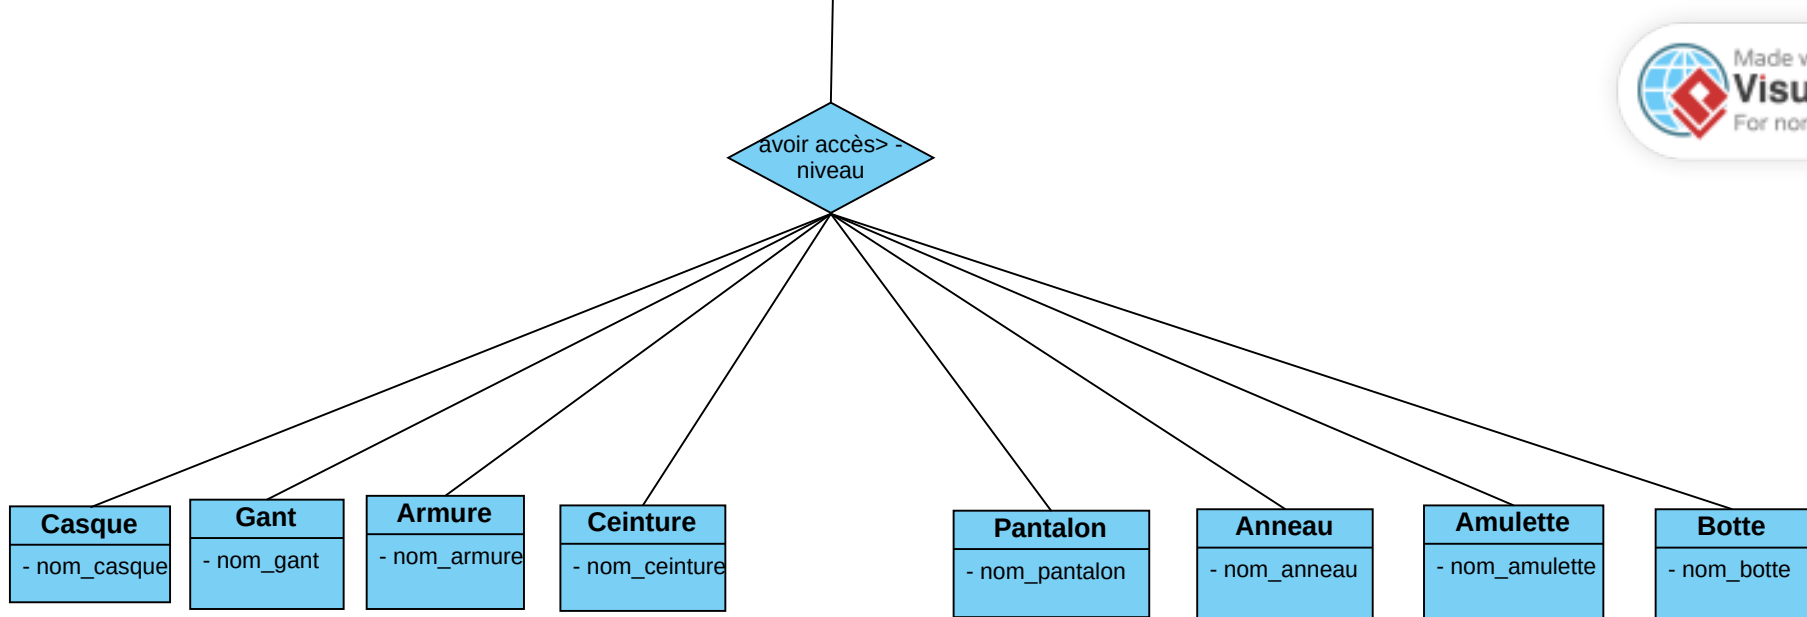 Made
Visu
For
avoir accès> -
niveau
Casque
- nom_casque
Gant
- nom_gant
Armure
- nom_armure
Ceinture
- nom_ceinture
Pantalon
- nom_pantalon
Anneau
- nom_anneau
Amulette
- nom_amulette
Botte
- nom_botte